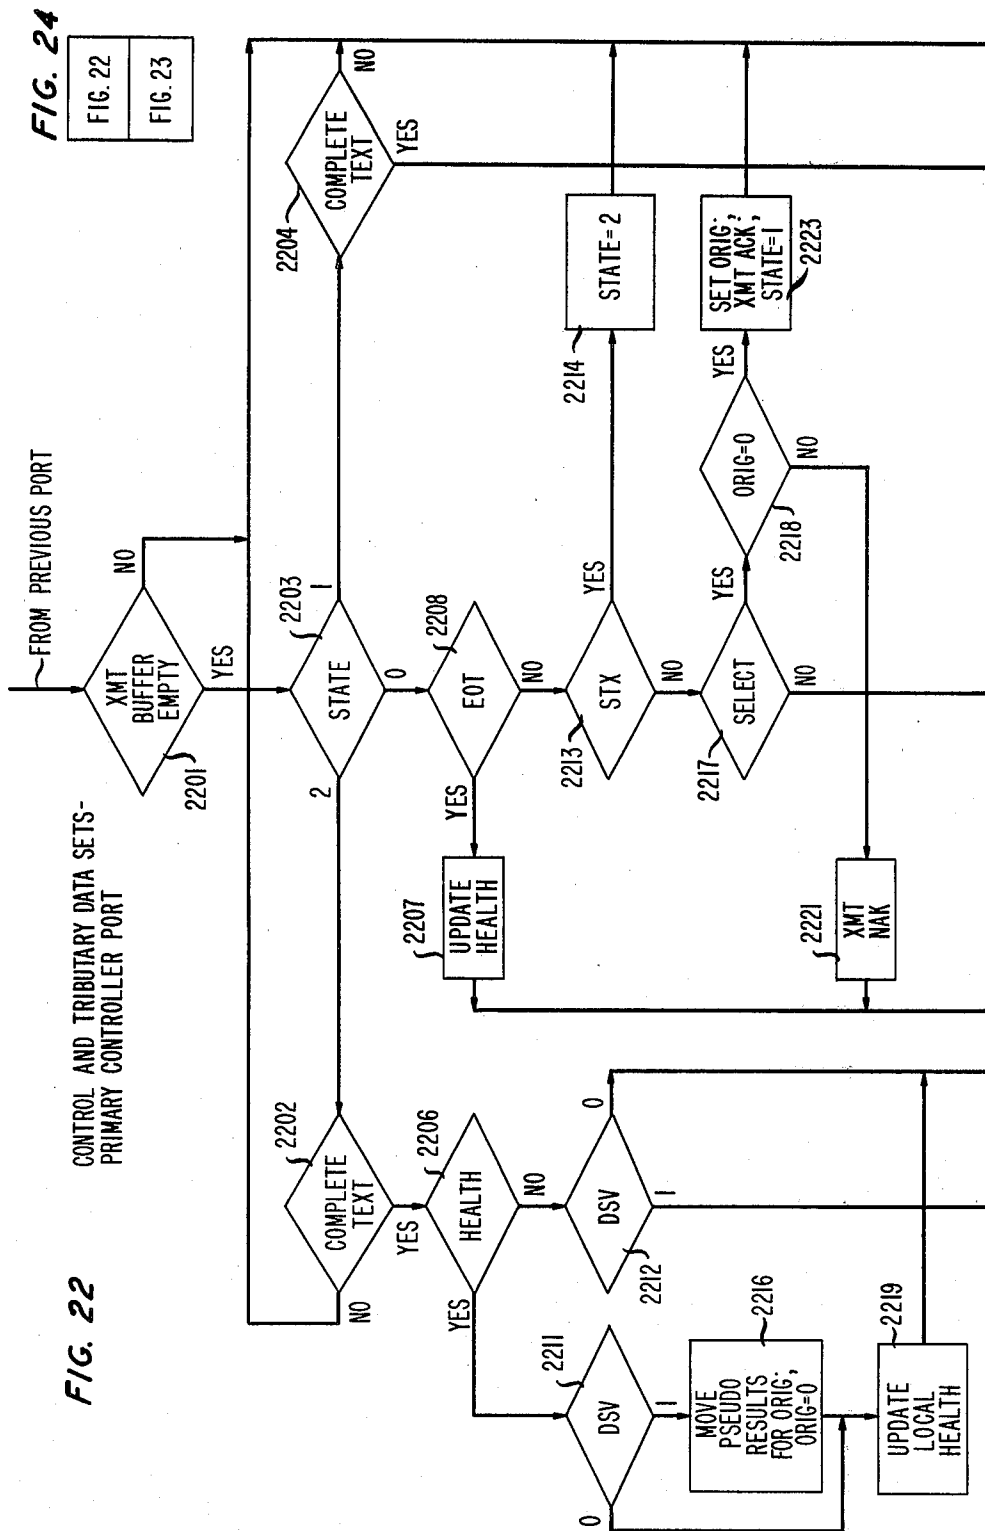 FIG. 24
FIG. 22
FIG. 23
FIG. 22
CONTROL AND TRIBUTARY DATA SETS-
PRIMARY CONTROLLER PORT
FROM PREVIOUS PORT
XMT
BUFFER
EMPTY
2201
NO
YES
STATE
2203
2
1
0
COMPLETE
TEXT
2202
NO
YES
COMPLETE
TEXT
2204
NO
YES
HEALTH
2206
YES
NO
EOT
2208
YES
NO
UPDATE
HEALTH
2207
DSV
2211
0
1
DSV
2212
0
1
STX
2213
YES
NO
STATE=2
2214
MOVE
PSEUDO
RESULTS
FOR ORIG;
ORIG=0
2216
SELECT
2217
YES
NO
ORIG=0
2218
YES
NO
SET ORIG;
XMT ACK;
STATE=1
2223
UPDATE
LOCAL
HEALTH
2219
XMT
NAK
2221